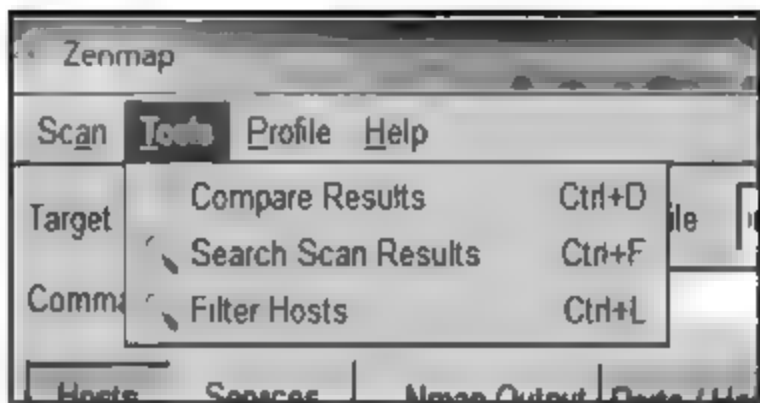 Zenmap
Scan Tools Profile Help
Compare Results Ctrl+D
Target
Search Scan Results Ctrl+F
Filter Hosts Ctrl+L
Hosts Services Nmap Output